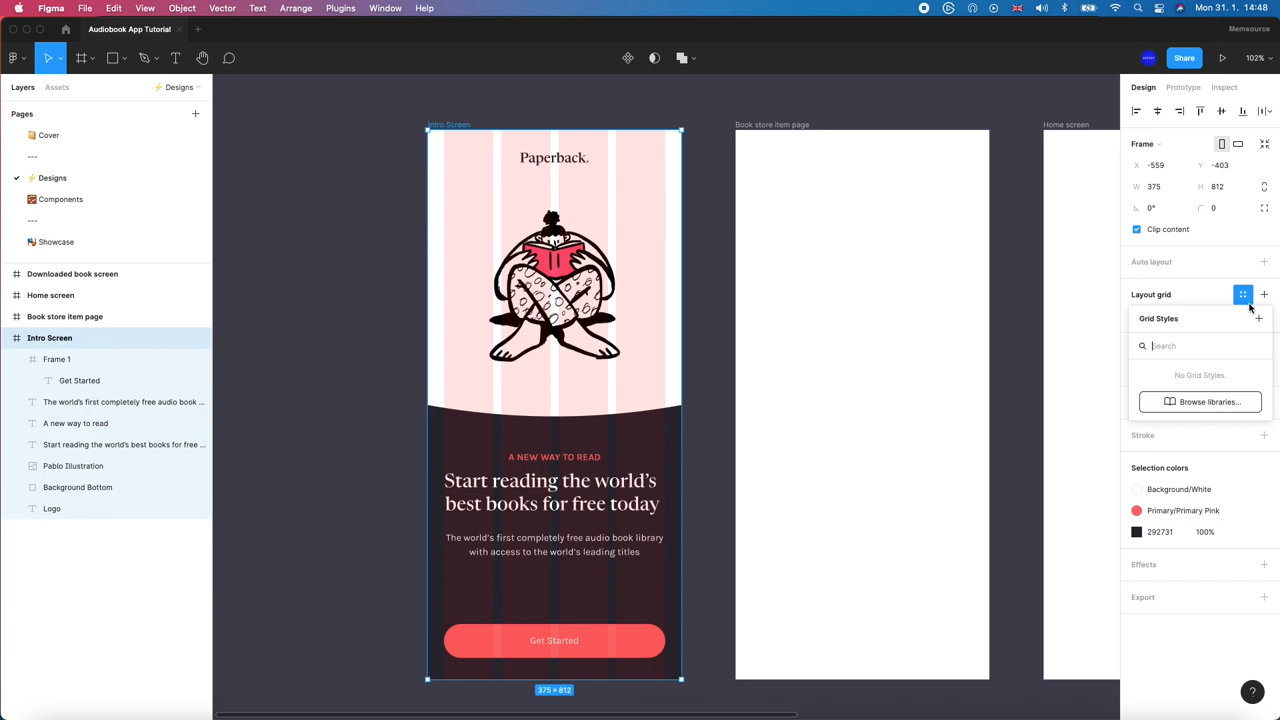 File Edit View Object Vector Text Arrange Plugins Window Help
Audiobook App Tutorial
Memsource
Share
102%
Layers Assets
Designs
Pages
Cover
---
Designs
Components
---
Showcase
Downloaded book screen
Home screen
Book store item page
Intro Screen
Frame 1
Get Started
The world's first completely free audio book ...
A new way to read
Start reading the world's best books for free ...
Pablo Illustration
Background Bottom
Logo
Intro Screen
Paperback.
A NEW WAY TO READ
Start reading the world's
best books for free today
The world's first completely free audio book library
with access to the world's leading titles
Get Started
375 × 812
Book store item page
Home screen
Design Prototype Inspect
Frame
X -559 Y -403
W 375 H 812
0° 0
Clip content
Auto layout
Layout grid
Grid Styles
Search
No Grid Styles.
Browse libraries...
Stroke
Selection colors
Background/White
Primary/Primary Pink
292731 100%
Effects
Export
?